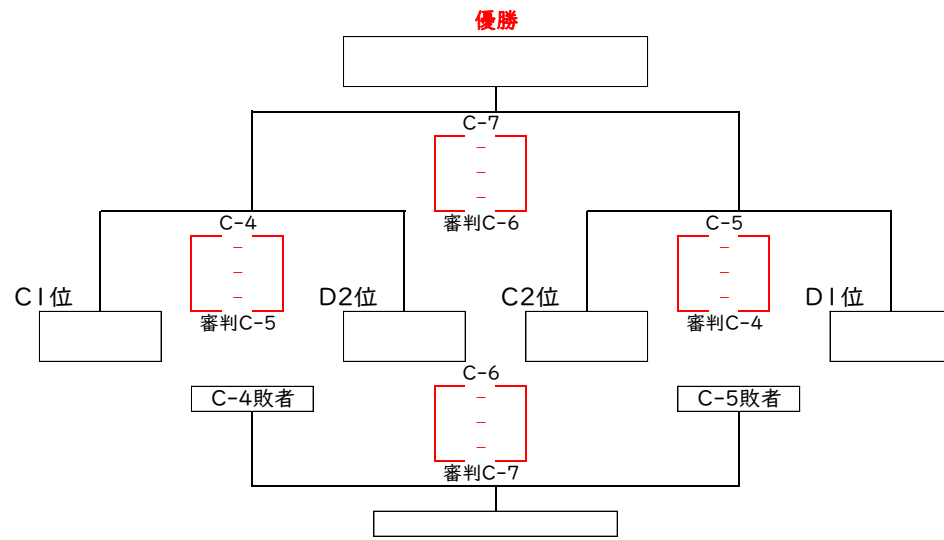 優勝
C-7
-
-
-
審判C-6
C-4
-
-
-
審判C-5
C-5
-
-
-
審判C-4
C1位
D2位
C2位
D1位
C-6
-
-
-
審判C-7
C-4敗者
C-5敗者